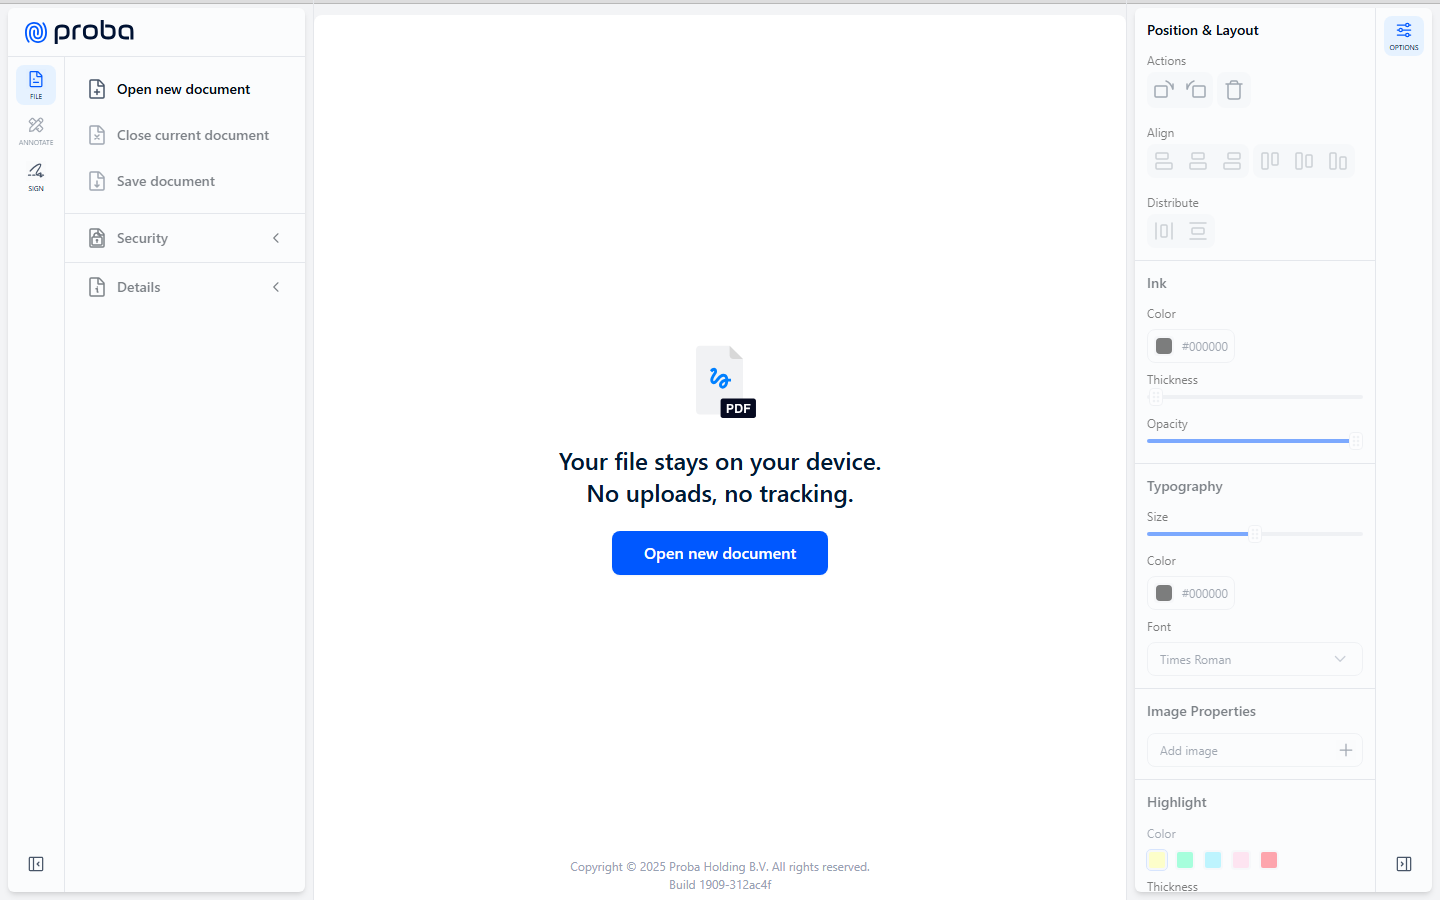 proba
FILE
ANNOTATE
SIGN
Open new document
Close current document
Save document
Security
Details
PDF
Your file stays on your device.
No uploads, no tracking.
Open new document
Copyright © 2025 Proba Holding B.V. All rights reserved.
Build 1909-312ac4f
Position & Layout
Actions
Align
Distribute
Ink
Color
#000000
Thickness
Opacity
Typography
Size
Color
#000000
Font
Times Roman
Image Properties
Add image
Highlight
Color
Thickness
OPTIONS